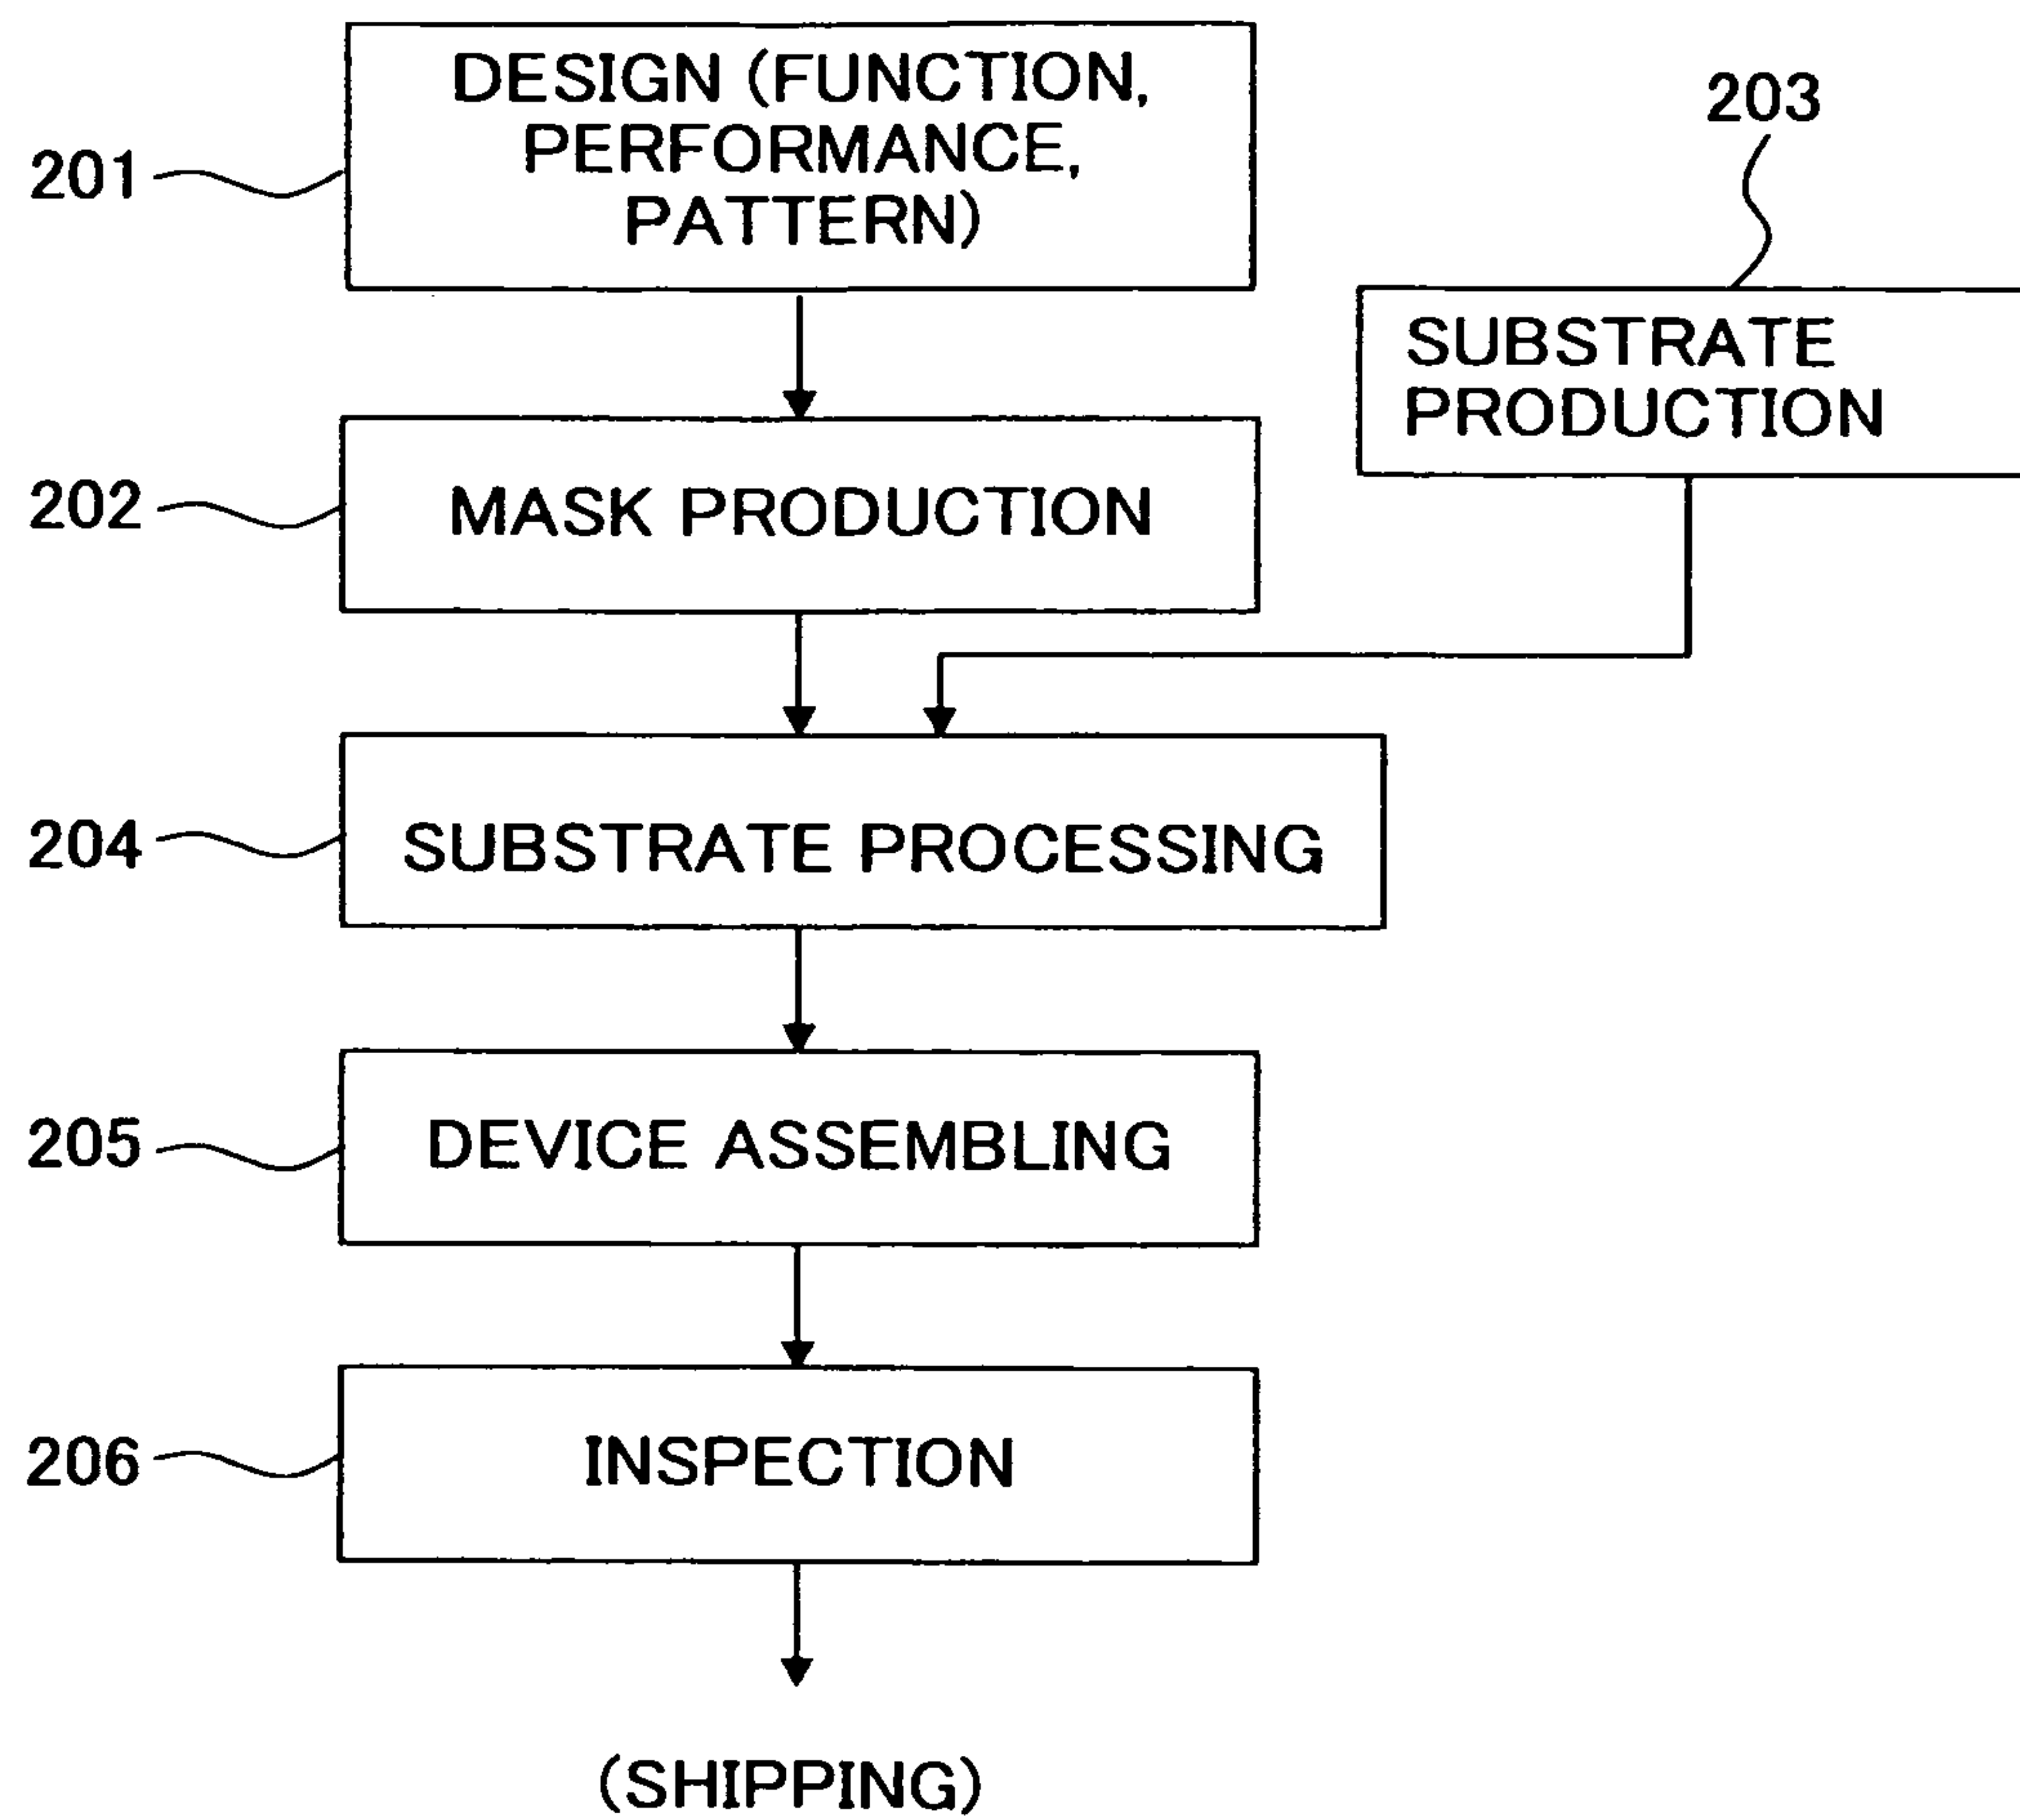 201
DESIGN (FUNCTION,
PERFORMANCE,
PATTERN)
203
SUBSTRATE
PRODUCTION
202
MASK PRODUCTION
204
SUBSTRATE PROCESSING
205
DEVICE ASSEMBLING
206
INSPECTION
(SHIPPING)